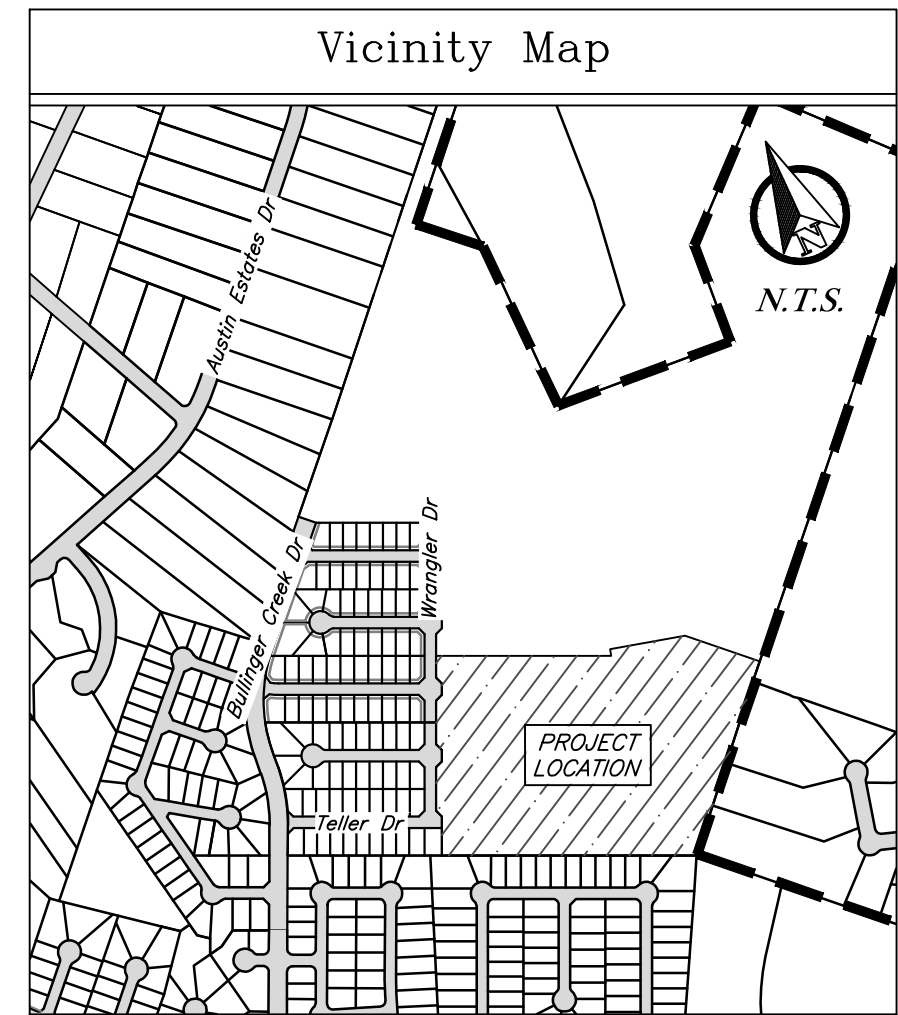 Vicinity Map
Austin Estates Dr
N
N.T.S.
Wrangler Dr
Bullinger Creek Dr
PROJECT
LOCATION
Teller Dr